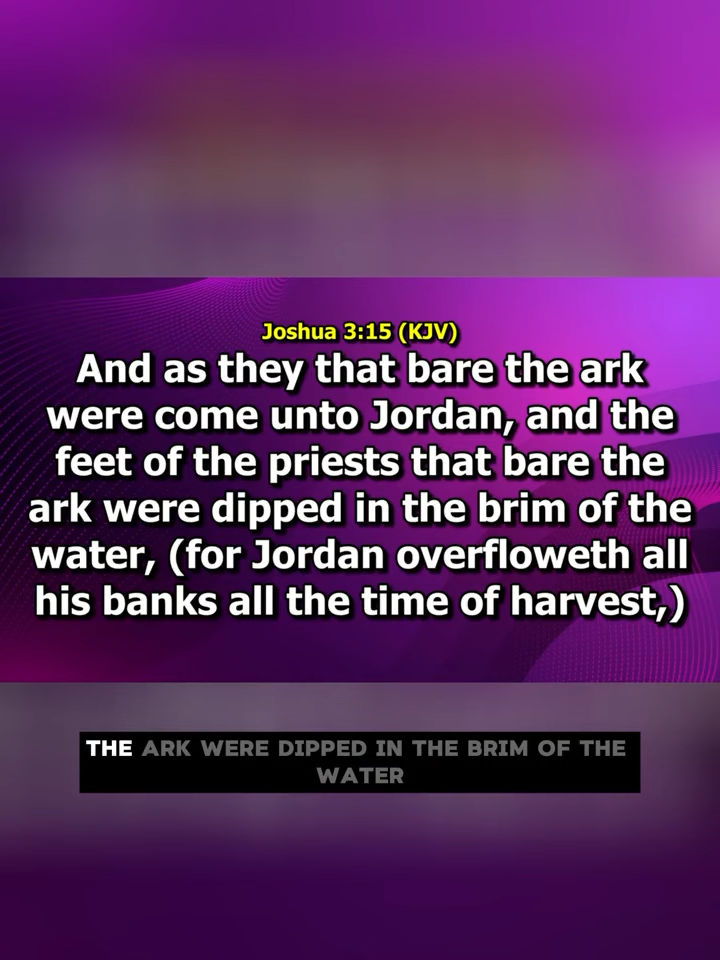 Joshua 3:15 (KJV)
And as they that bare the ark
were come unto Jordan, and the
feet of the priests that bare the
ark were dipped in the brim of the
water, (for Jordan overfloweth all
his banks all the time of harvest,)
THE ARK WERE DIPPED IN THE BRIM OF THE
WATER